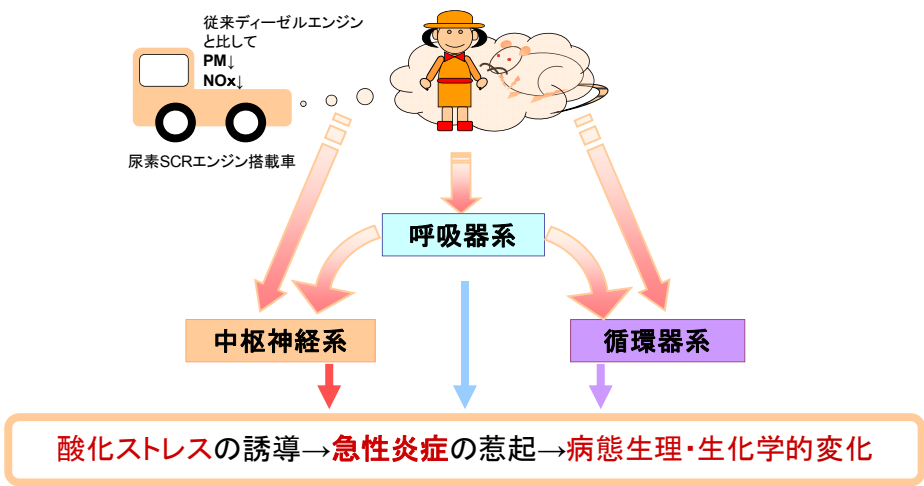 従来ディーゼルエンジン
と比して
PM↓
NOx↓
尿素SCRエンジン搭載車
呼吸器系
中枢神経系
循環器系
酸化ストレスの誘導→急性炎症の惹起→病態生理・生化学的変化